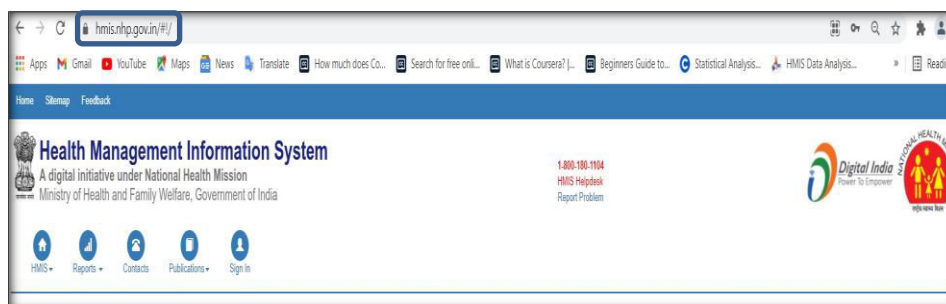 hmis.nhp.gov.in/#!/
Apps Gmail YouTube Maps News Translate How much does Co... Search for free onli... What is Coursera? |... Beginners Guide to... Statistical Analysis... HMIS Data Analysis... » Readi
Home Sitemap Feedback
Health Management Information System
A digital initiative under National Health Mission
Ministry of Health and Family Welfare, Government of India
1-800-180-1104
HMIS Helpdesk
Report Problem
Digital India
Power To Empower
NATIONAL HEALTH M
HMIS Reports Contacts Publications Sign In